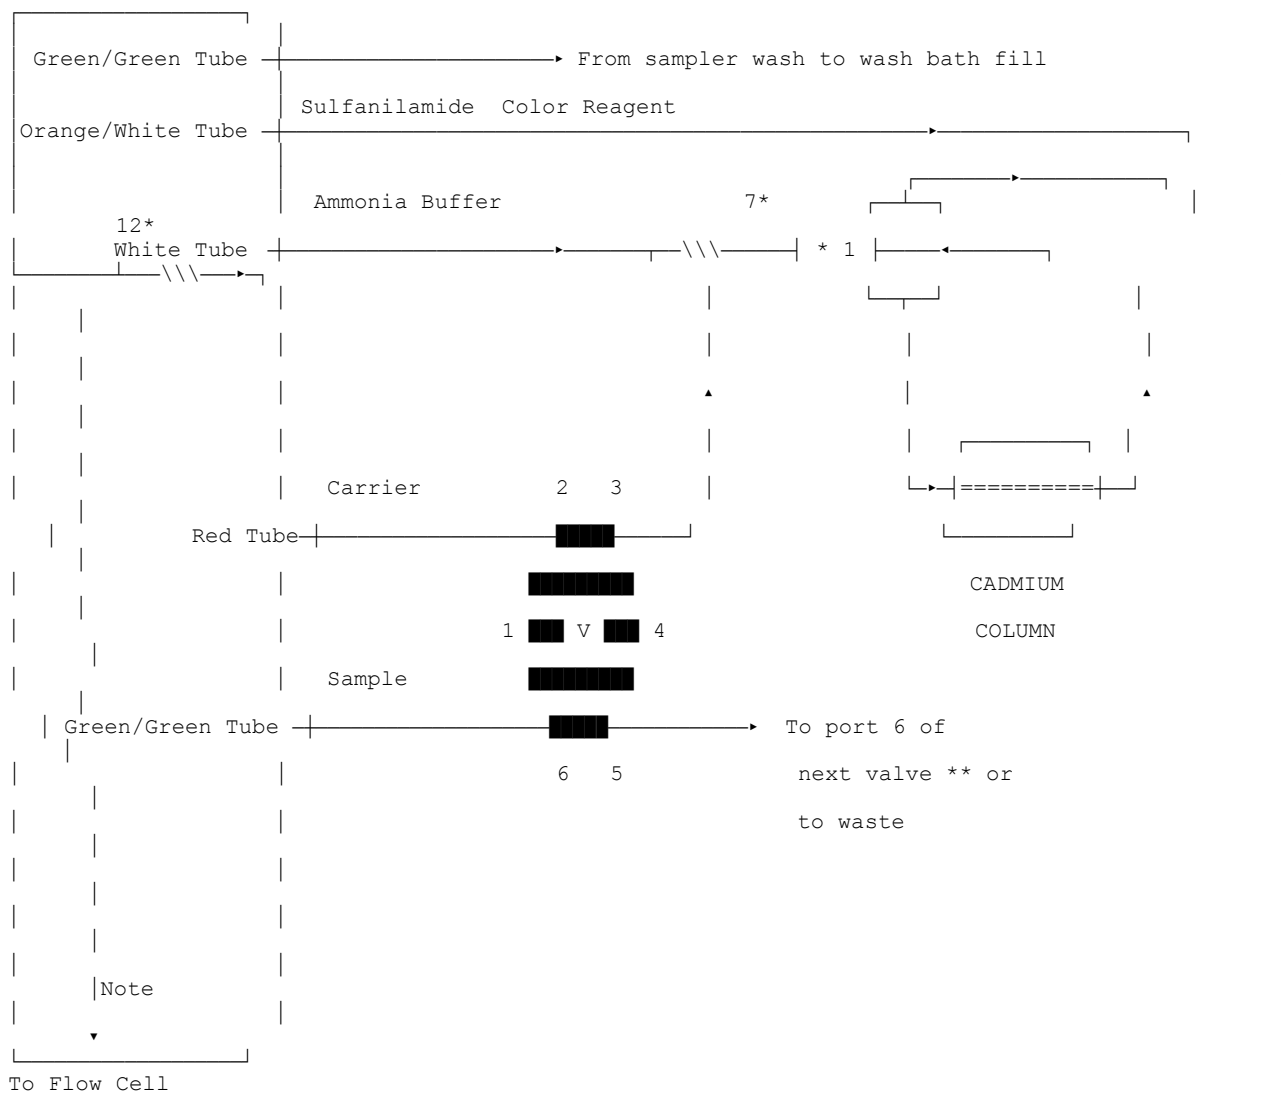 Green/Green Tube From sampler wash to wash bath fill
Sulfanilamide Color Reagent
Orange/White Tube
Ammonia Buffer 7*
12*
White Tube \\\ * 1
\\\
Carrier 2 3 ==========
Red Tube
CADMIUM
1 V 4 COLUMN
Sample
Green/Green Tube To port 6 of
6 5 next valve ** or
to waste
Note
To Flow Cell